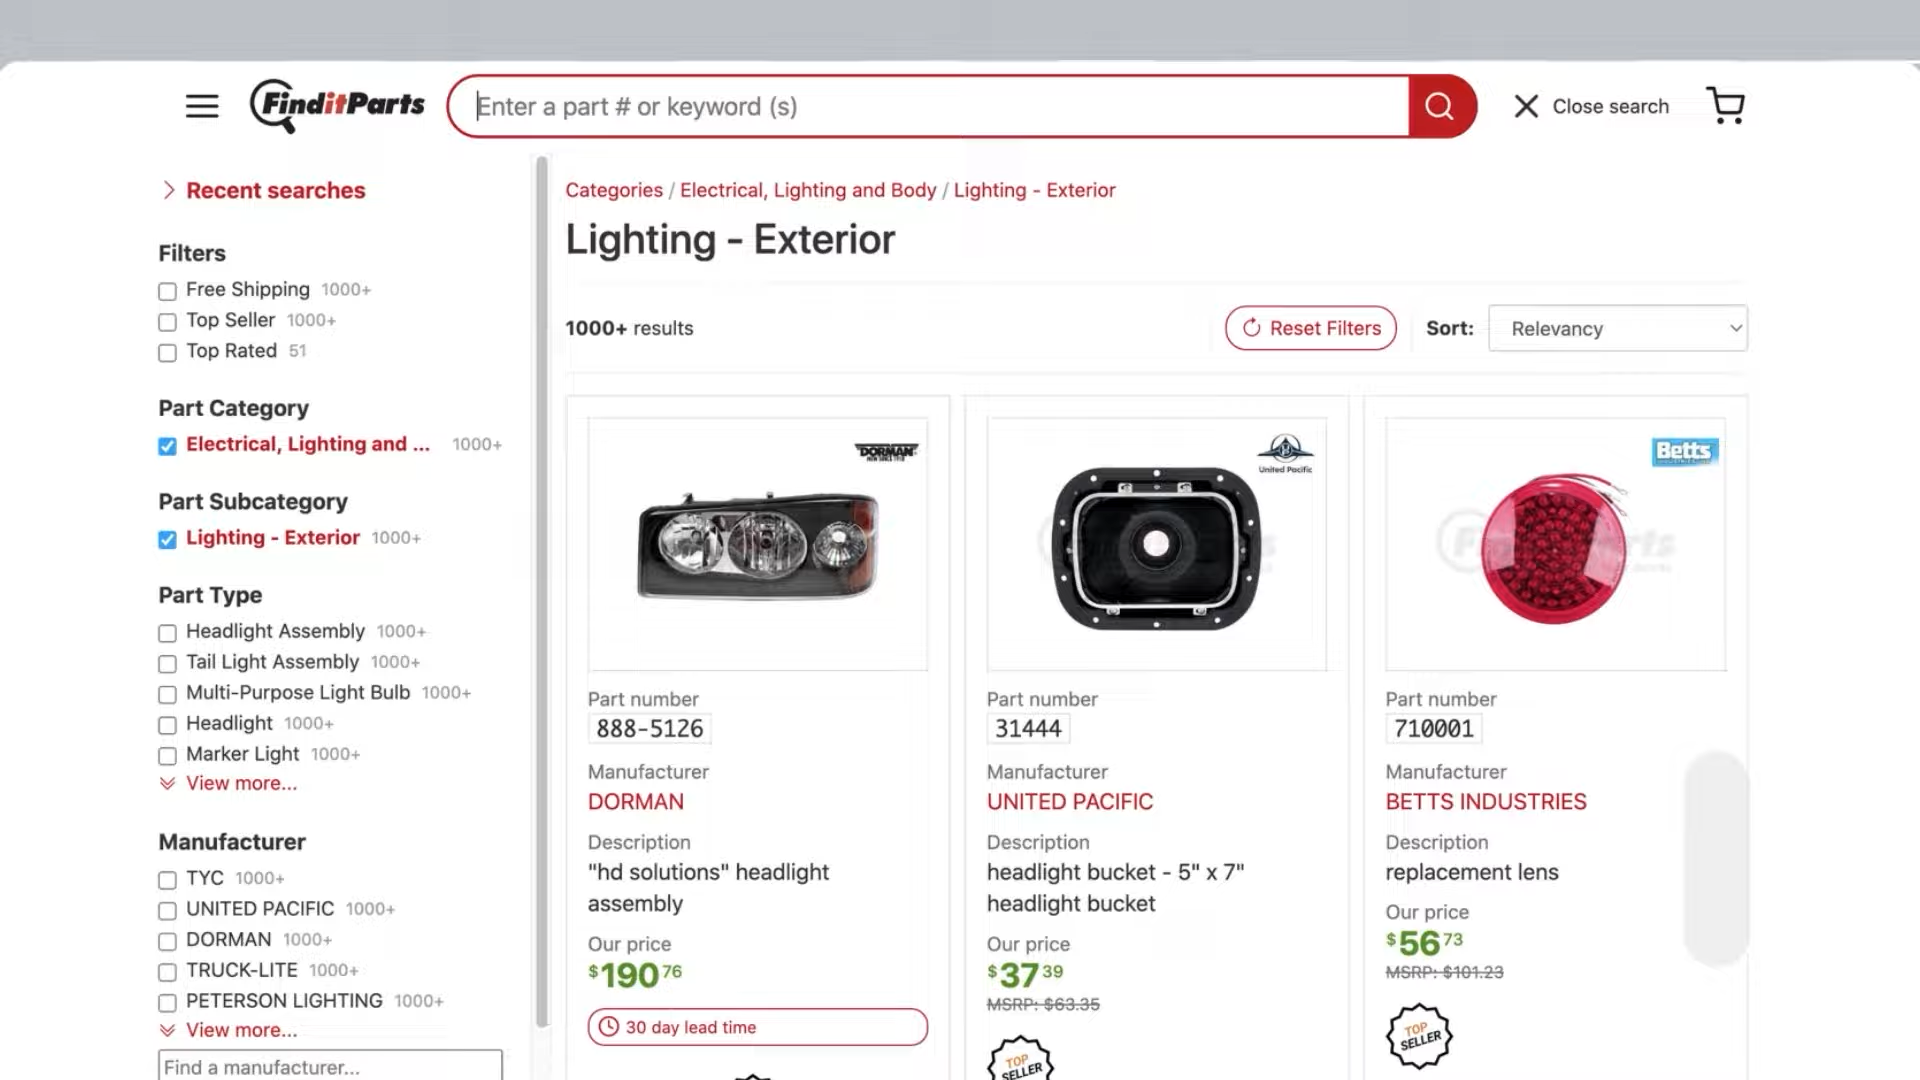 FinditParts
Enter a part # or keyword (s)
Close search
Recent searches
Filters
Free Shipping 1000+
Top Seller 1000+
Top Rated 51
Part Category
Electrical, Lighting and ... 1000+
Part Subcategory
Lighting - Exterior 1000+
Part Type
Headlight Assembly 1000+
Tail Light Assembly 1000+
Multi-Purpose Light Bulb 1000+
Headlight 1000+
Marker Light 1000+
View more...
Manufacturer
TYC 1000+
UNITED PACIFIC 1000+
DORMAN 1000+
TRUCK-LITE 1000+
PETERSON LIGHTING 1000+
View more...
Find a manufacturer...
Categories / Electrical, Lighting and Body / Lighting - Exterior
Lighting - Exterior
1000+ results
Reset Filters
Sort:
Relevancy
DORMAN
Part number
888-5126
Manufacturer
DORMAN
Description
"hd solutions" headlight
assembly
Our price
$190 76
30 day lead time
United Pacific
Part number
31444
Manufacturer
UNITED PACIFIC
Description
headlight bucket - 5" x 7"
headlight bucket
Our price
$37 39
MSRP: $63.35
TOP
SELLER
Betts
Part number
710001
Manufacturer
BETTS INDUSTRIES
Description
replacement lens
Our price
$56 73
MSRP: $101.23
TOP
SELLER